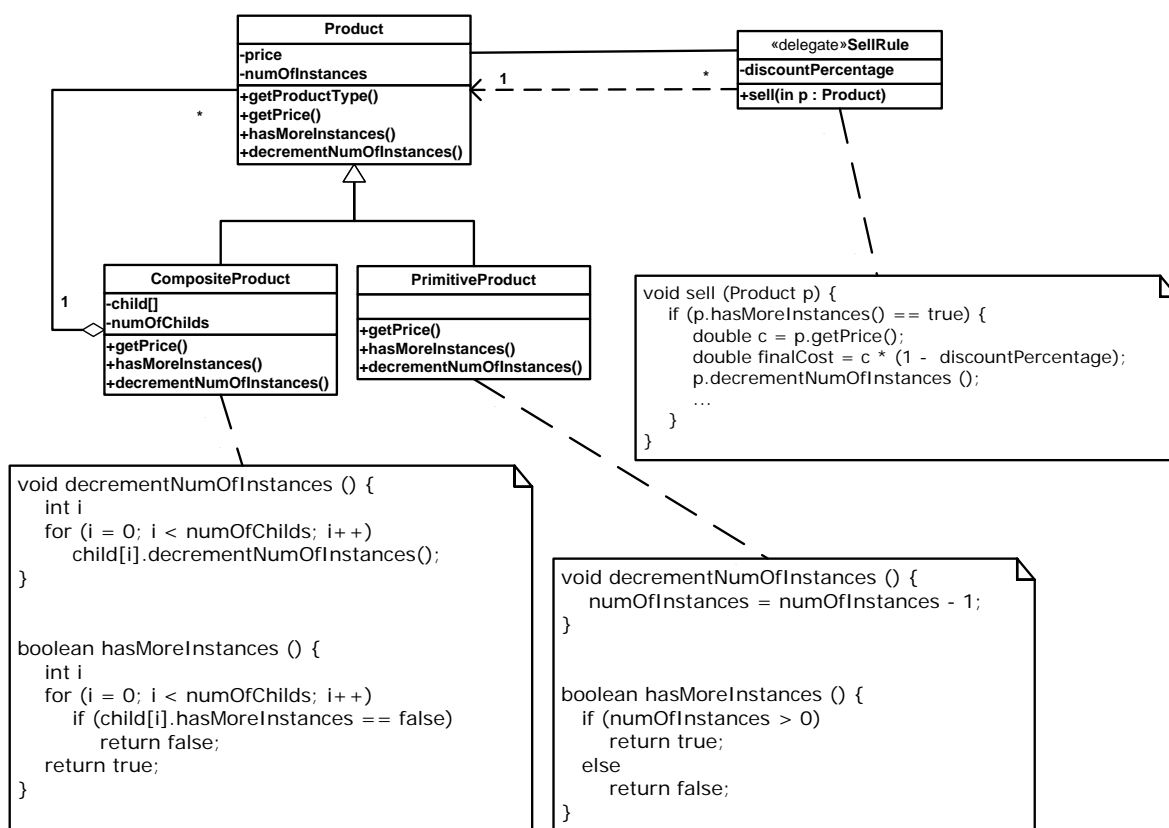 Product
-price
-numOfInstances
+getProductType()
+getPrice()
+hasMoreInstances()
+decrementNumOfInstances()
«delegate»SellRule
-discountPercentage
+sell(in p : Product)
1
*
*
1
CompositeProduct
-child[]
-numOfChilds
+getPrice()
+hasMoreInstances()
+decrementNumOfInstances()
PrimitiveProduct
+getPrice()
+hasMoreInstances()
+decrementNumOfInstances()
void sell (Product p) {
if (p.hasMoreInstances() == true) {
double c = p.getPrice();
double finalCost = c * (1 - discountPercentage);
p.decrementNumOfInstances ();
...
}
}
void decrementNumOfInstances () {
int i
for (i = 0; i < numOfChilds; i++)
child[i].decrementNumOfInstances();
}
boolean hasMoreInstances () {
int i
for (i = 0; i < numOfChilds; i++)
if (child[i].hasMoreInstances == false)
return false;
return true;
}
void decrementNumOfInstances () {
numOfInstances = numOfInstances - 1;
}
boolean hasMoreInstances () {
if (numOfInstances > 0)
return true;
else
return false;
}